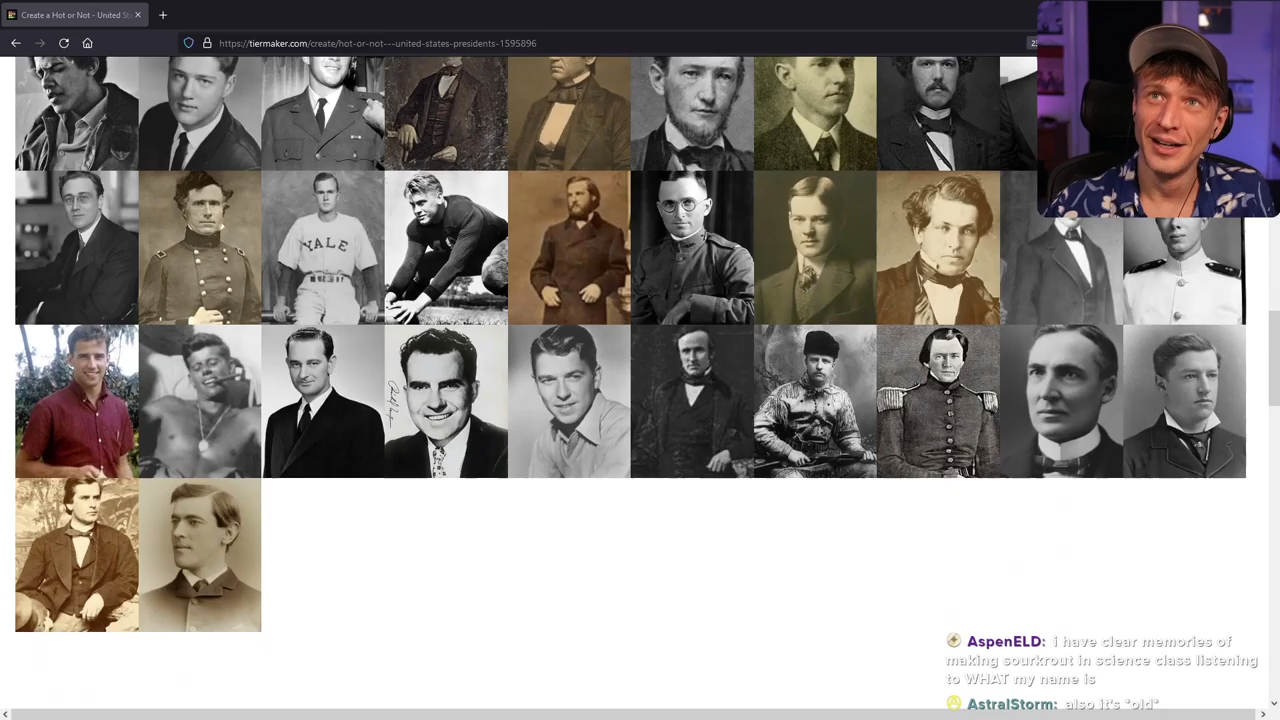 Create a Hot or Not - United St
https://tiermaker.com/create/hot-or-not---united-states-presidents-1595896
YALE
AspenELD: i have clear memories of
making sourkrout in science class listening
to WHAT my name is
AstralStorm: also it's *old*